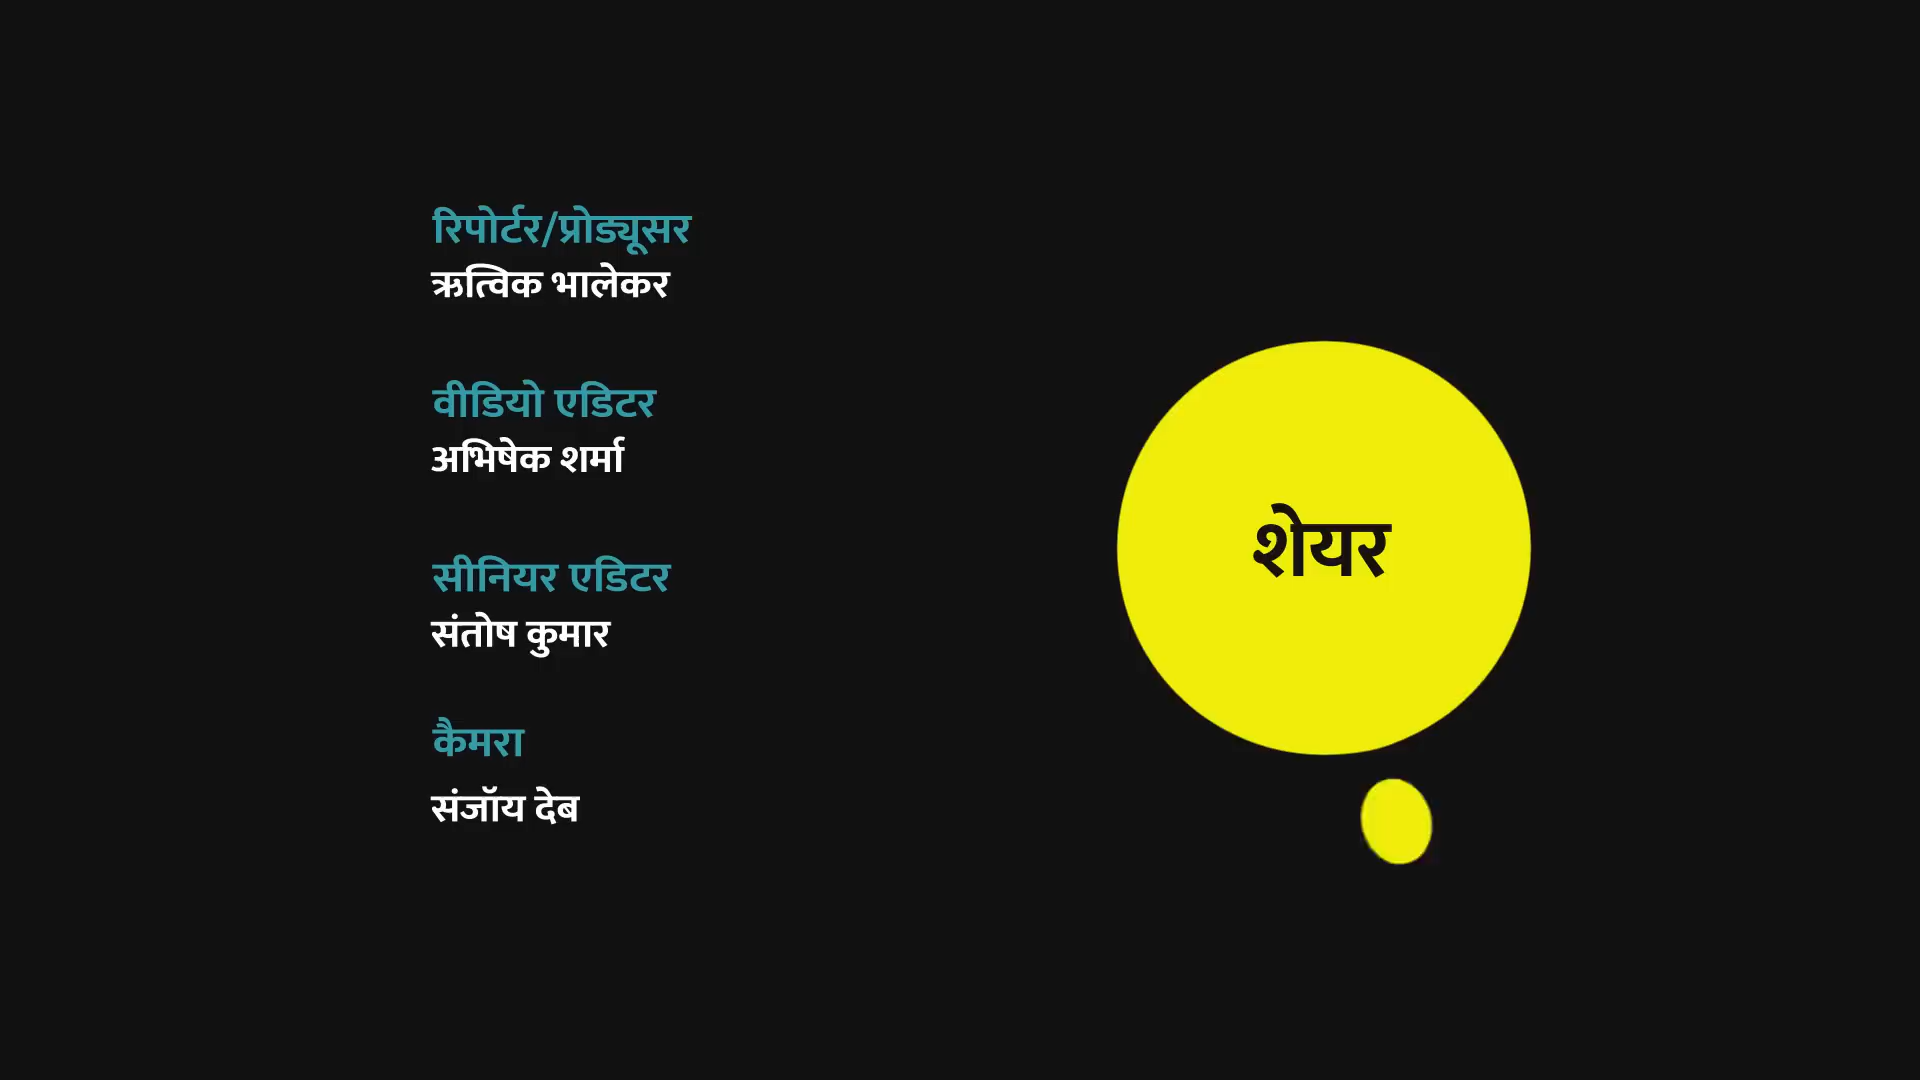 रिपोर्टर/प्रोड्यूसर
ऋत्विक भालेकर
वीडियो एडिटर
अभिषेक शर्मा
सीनियर एडिटर
संतोष कुमार
कैमरा
संजॉय देब
शेयर